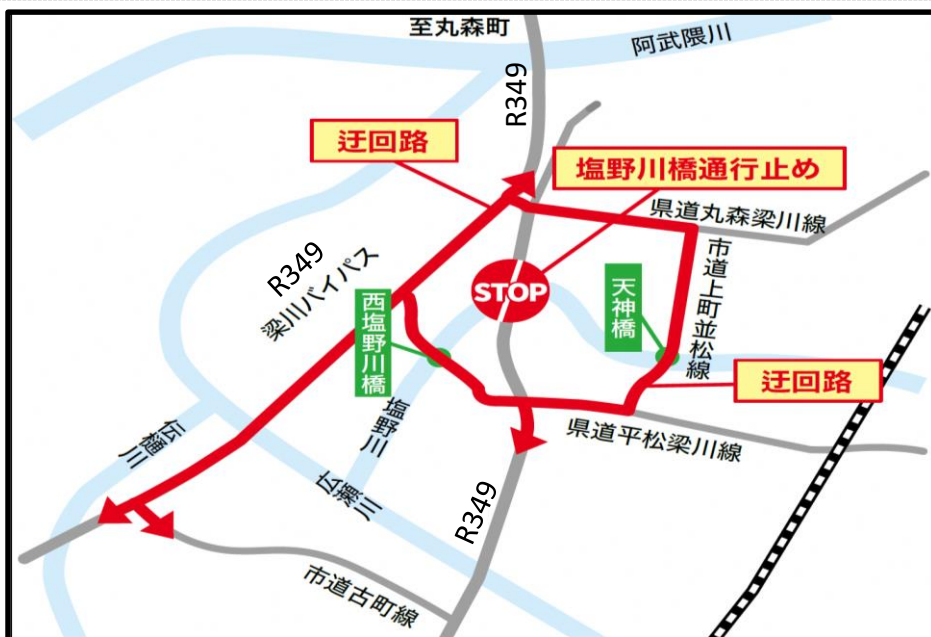 至丸森町
阿武隈川
R349
迂回路
塩野川橋通行止め
県道丸森梁川線
R349
梁川バイパス
STOP
天神橋
市道上町並松線
西塩野川橋
迂回路
塩野川
伝樋川
県道平松梁川線
広瀬川
R349
市道古町線